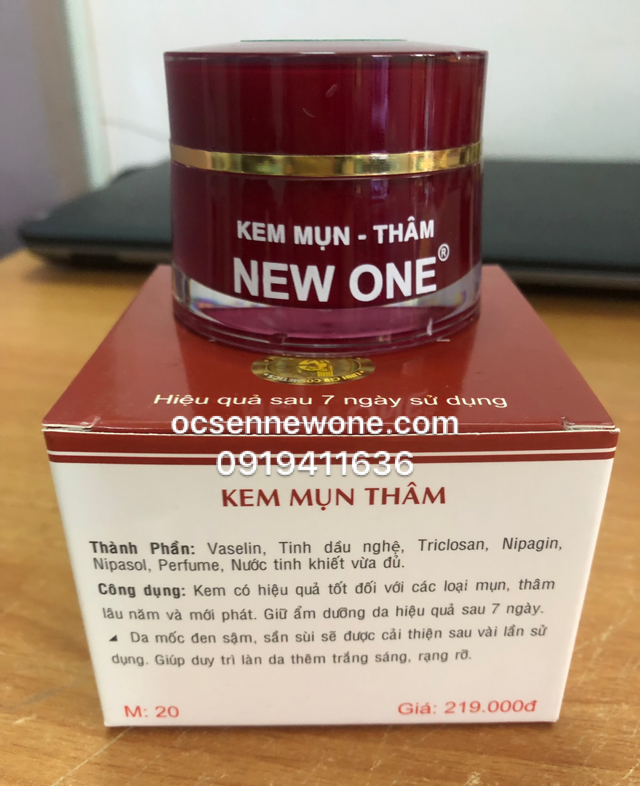 KEM MỤN - THÂM
NEW ONE®
Hiệu quả sau 7 ngày sử dụng
ocsennewone.com
0919411636
KEM MỤN THÂM
Thành Phần: Vaselin, Tinh dầu nghệ, Triclosan, Nipagin,
Nipasol, Perfume, Nước tinh khiết vừa đủ.
Công dụng: Kem có hiệu quả tốt đối với các loại mụn, thâm
lâu năm và mới phát. Giữ ẩm dưỡng da hiệu quả sau 7 ngày.
Da mốc đen sậm, sần sùi sẽ được cải thiện sau vài lần sử
dụng. Giúp duy trì làn da thêm trắng sáng, rạng rỡ.
M: 20
Giá: 219.000đ